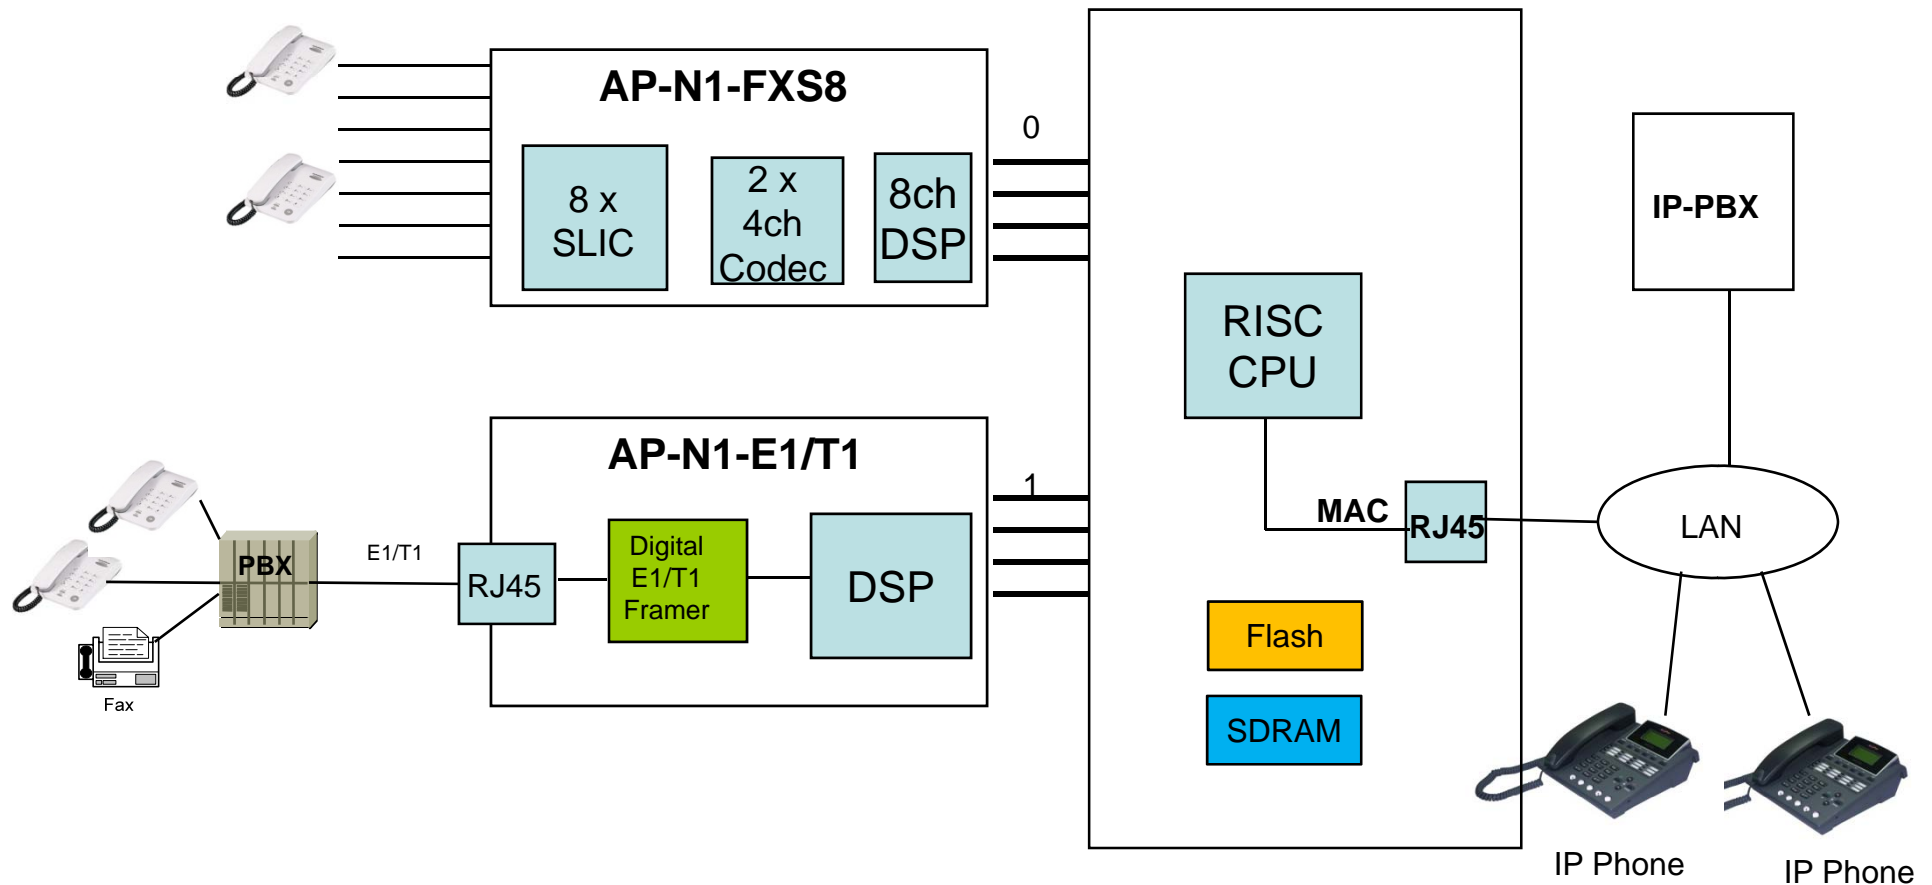 AP-N1-FXS8
8 x
SLIC
2 x
4ch
Codec
8ch
DSP
0
IP-PBX
RISC
CPU
AP-N1-E1/T1
1
MAC
RJ45
LAN
PBX
E1/T1
RJ45
Digital
E1/T1
Framer
DSP
Flash
SDRAM
Fax
IP Phone
IP Phone